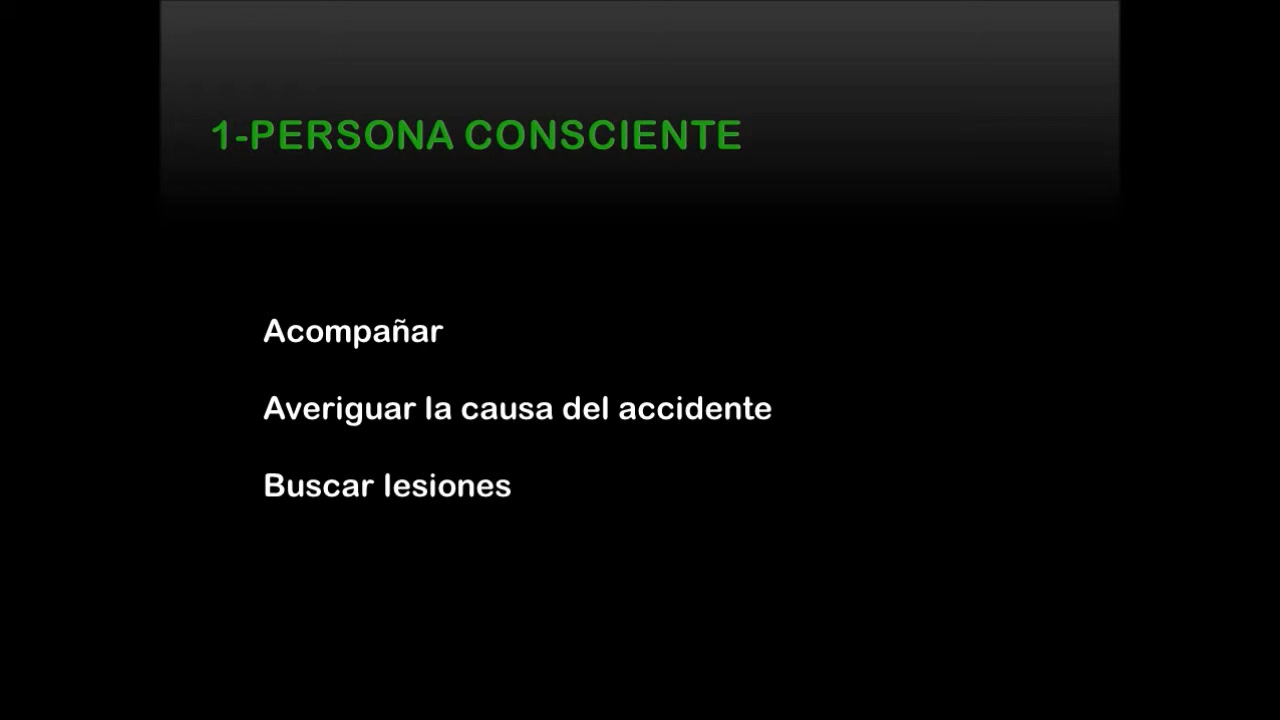 1-PERSONA CONSCIENTE
Acompañar
Averiguar la causa del accidente
Buscar lesiones